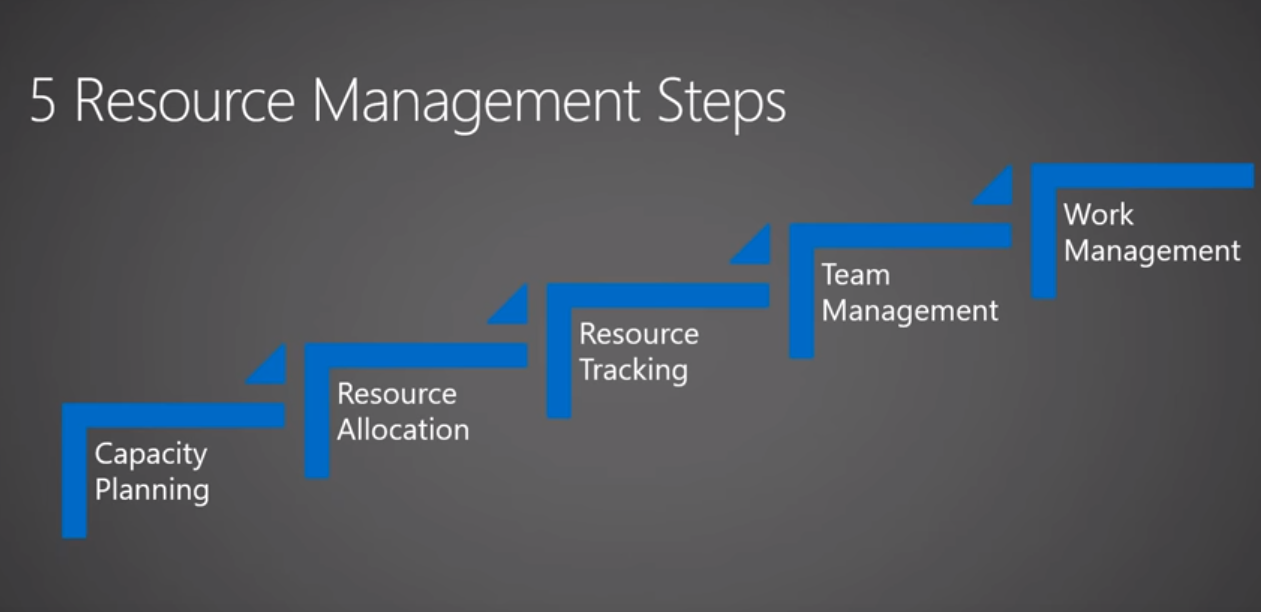 5 Resource Management Steps
Capacity
Planning
Resource
Allocation
Resource
Tracking
Team
Management
Work
Management